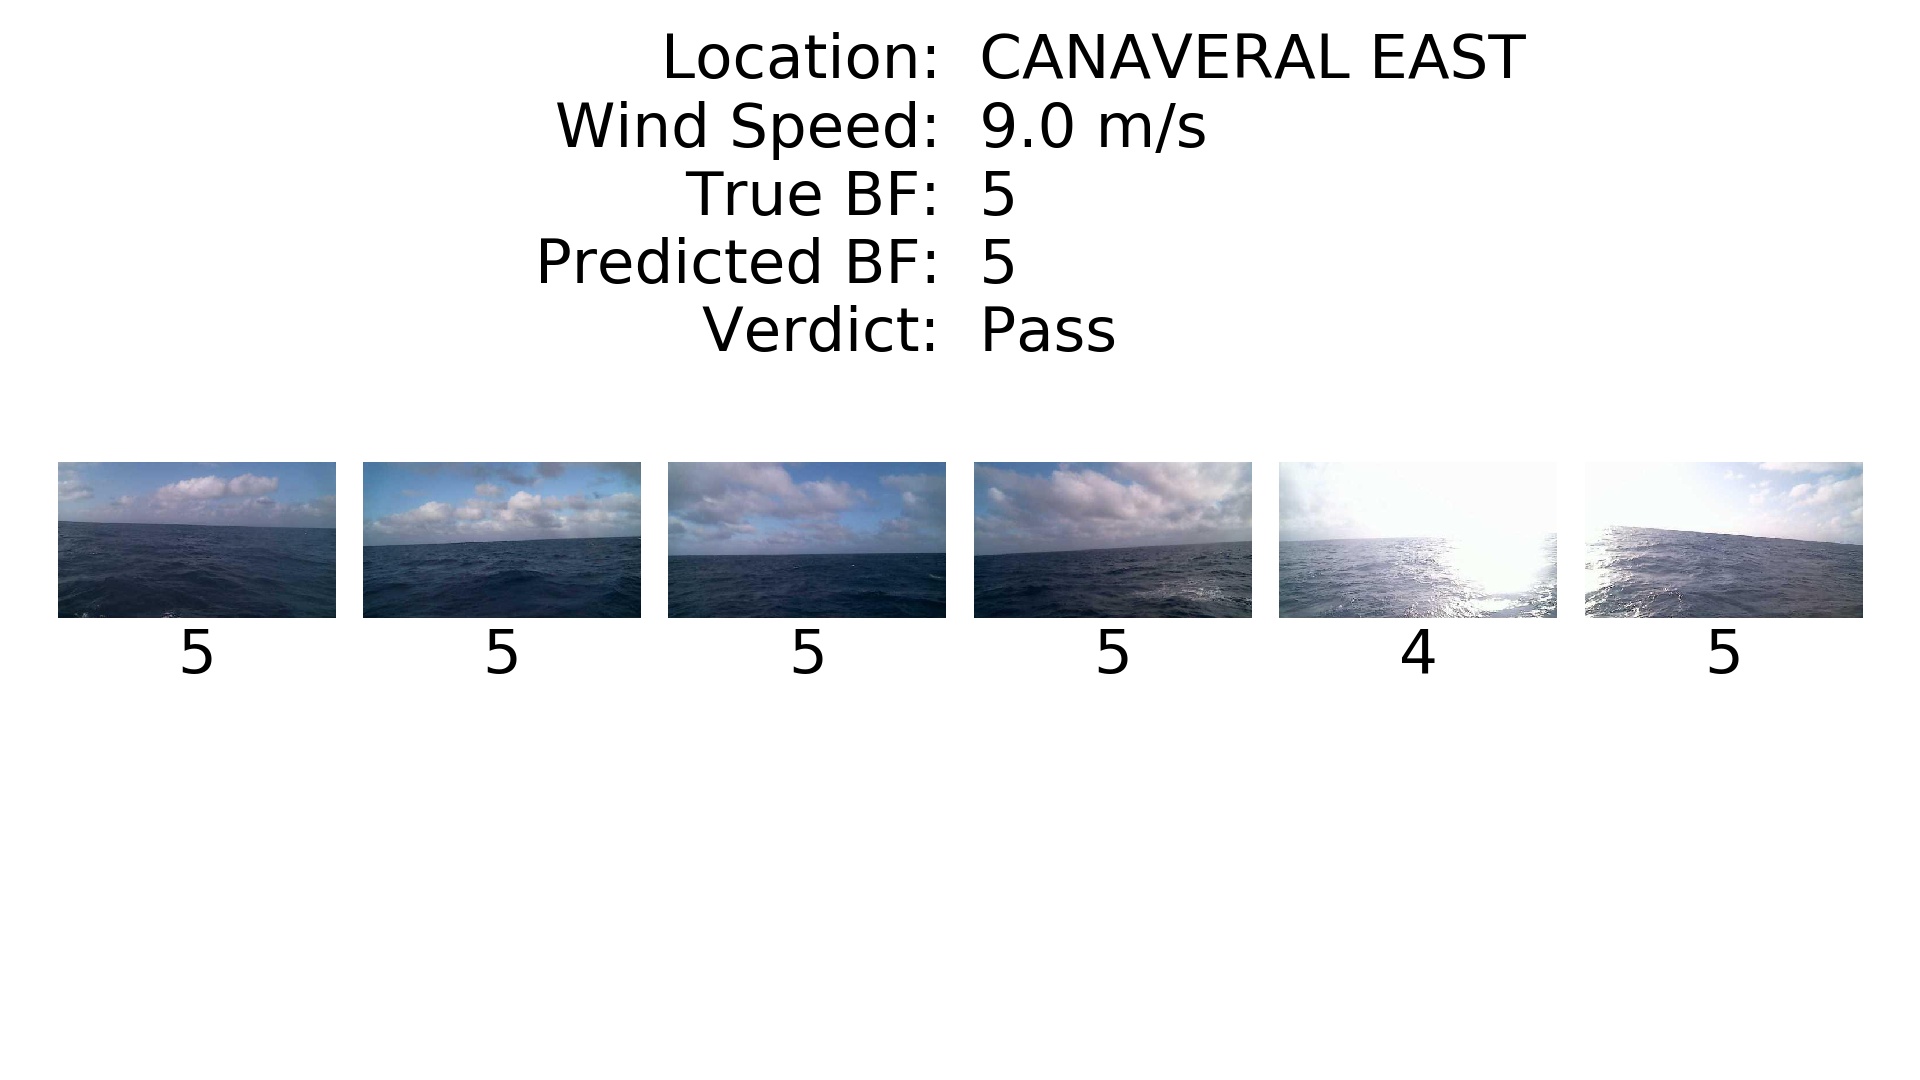 Location: CANAVERAL EAST
Wind Speed: 9.0 m/s
True BF: 5
Predicted BF: 5
Verdict: Pass
5 5 5 5 4 5